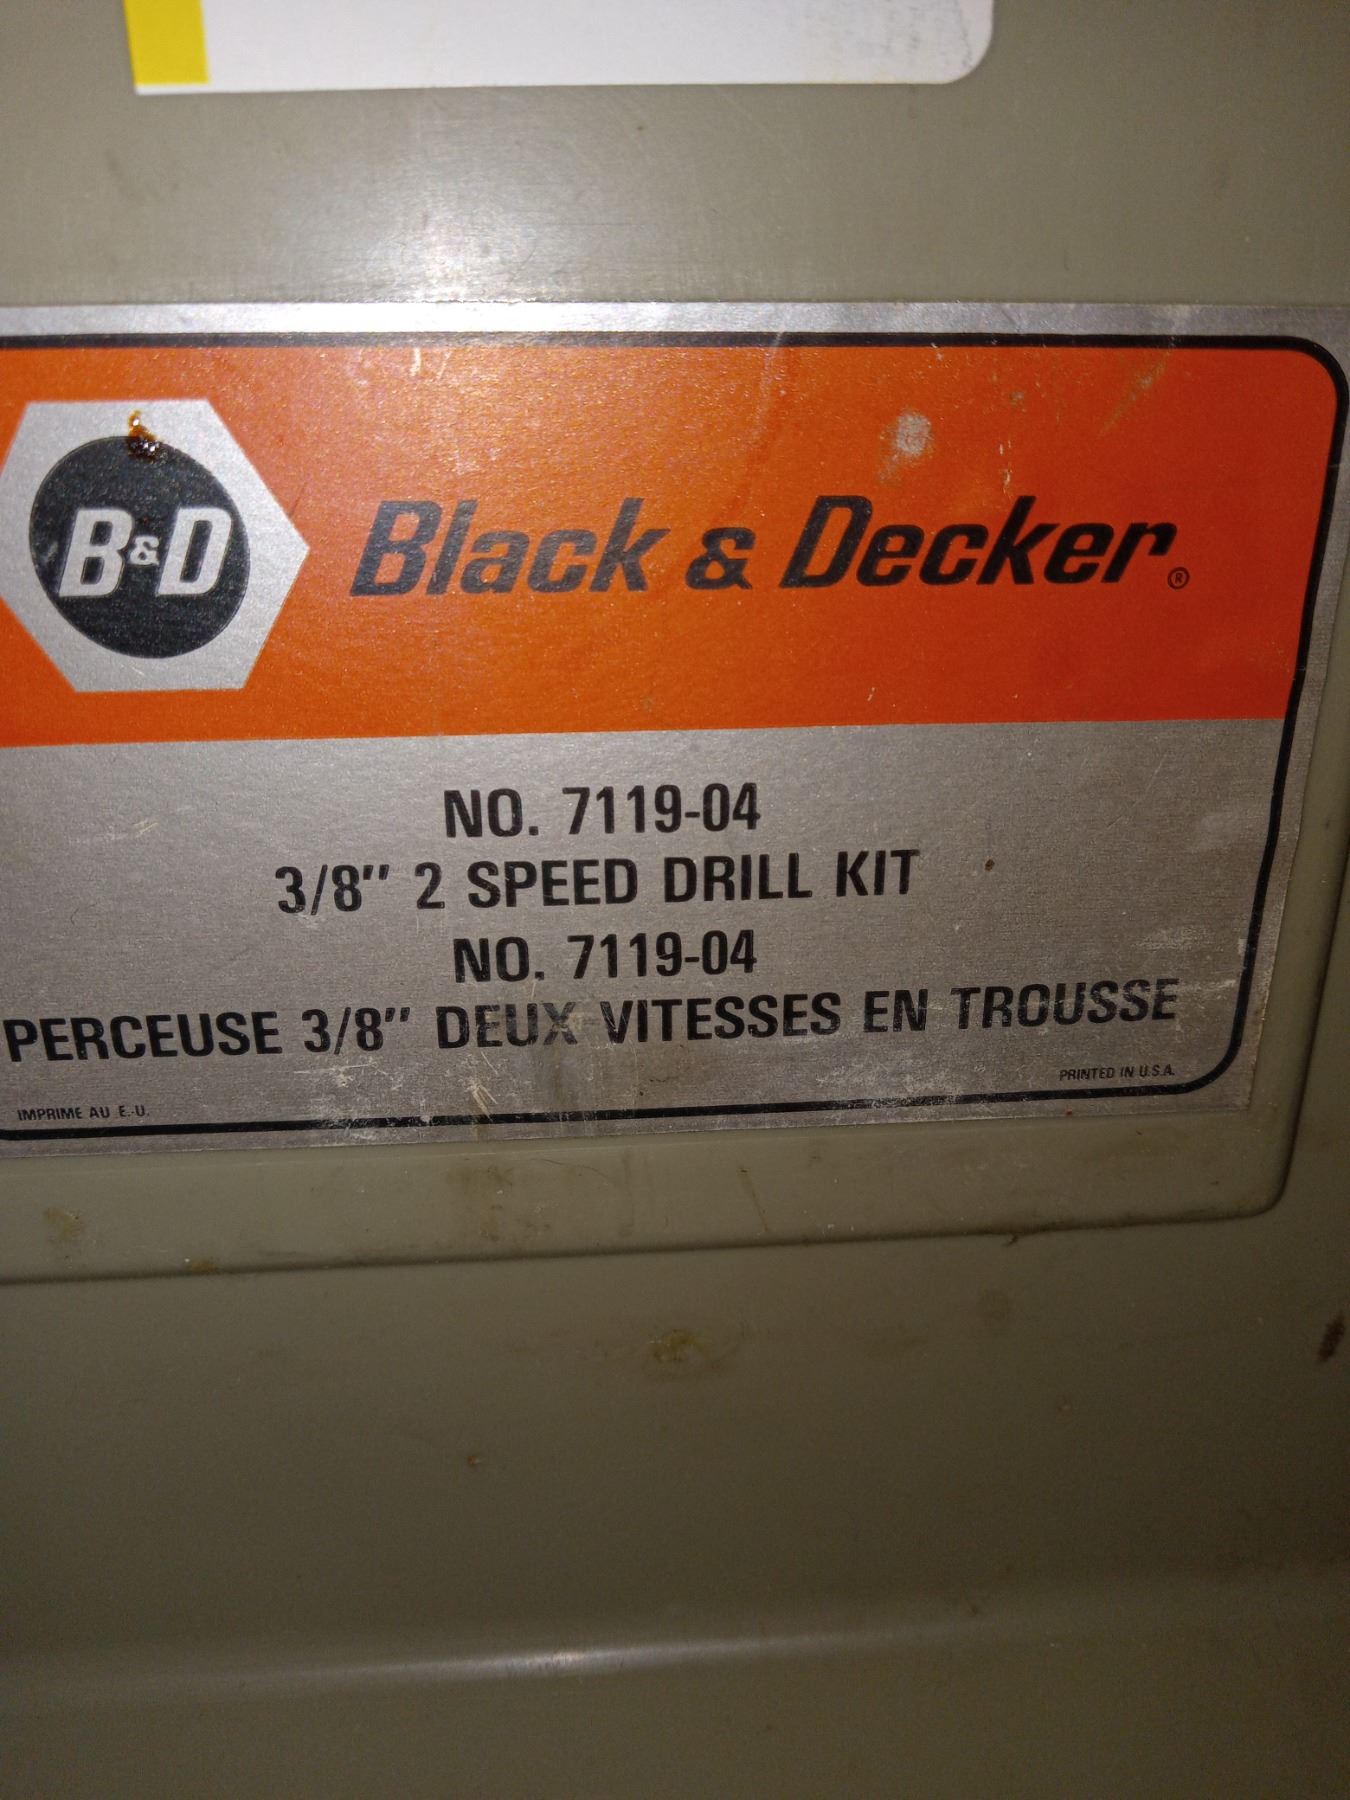 B&D
Black & Decker®
NO. 7119-04
3/8" 2 SPEED DRILL KIT
NO. 7119-04
PERCEUSE 3/8" DEUX VITESSES EN TROUSSE
IMPRIME AU E.-U.
PRINTED IN U.S.A.